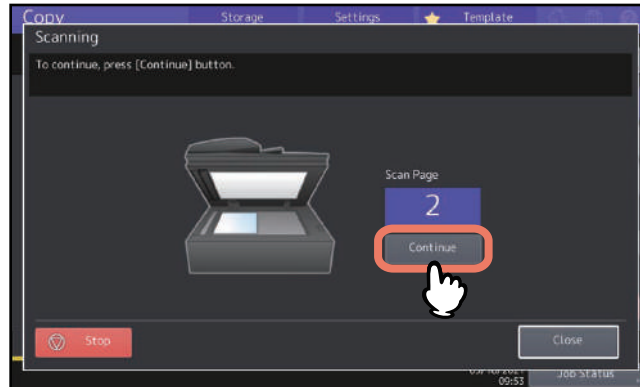 Copy Storage Settings Template
Scanning
To continue, press [Continue] button.
Scan Page
2
Continue
Stop Close
09:53 Job Status